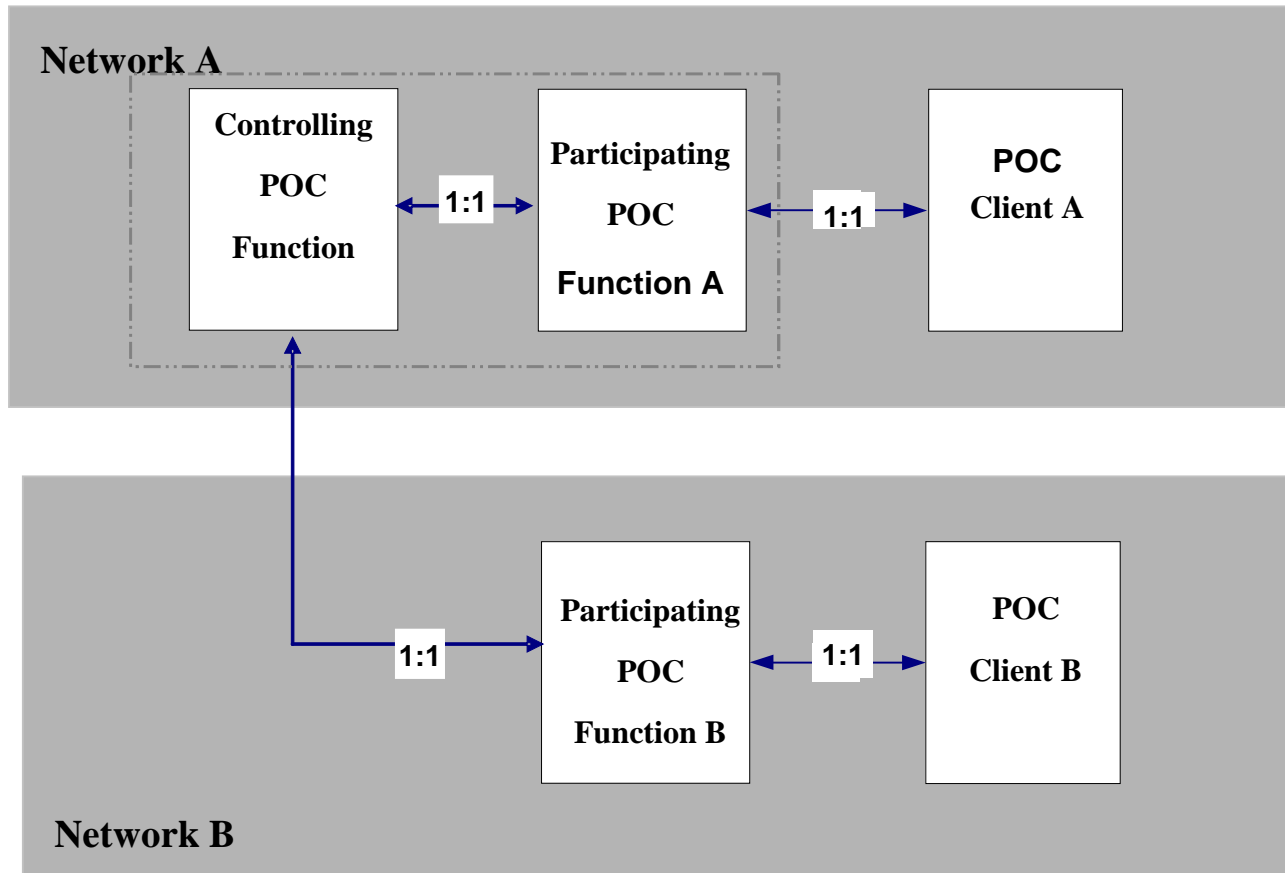 Network A
Controlling
POC
Function
1:1
Participating
POC
Function A
1:1
POC
Client A
1:1
Participating
POC
Function B
1:1
POC
Client B
Network B